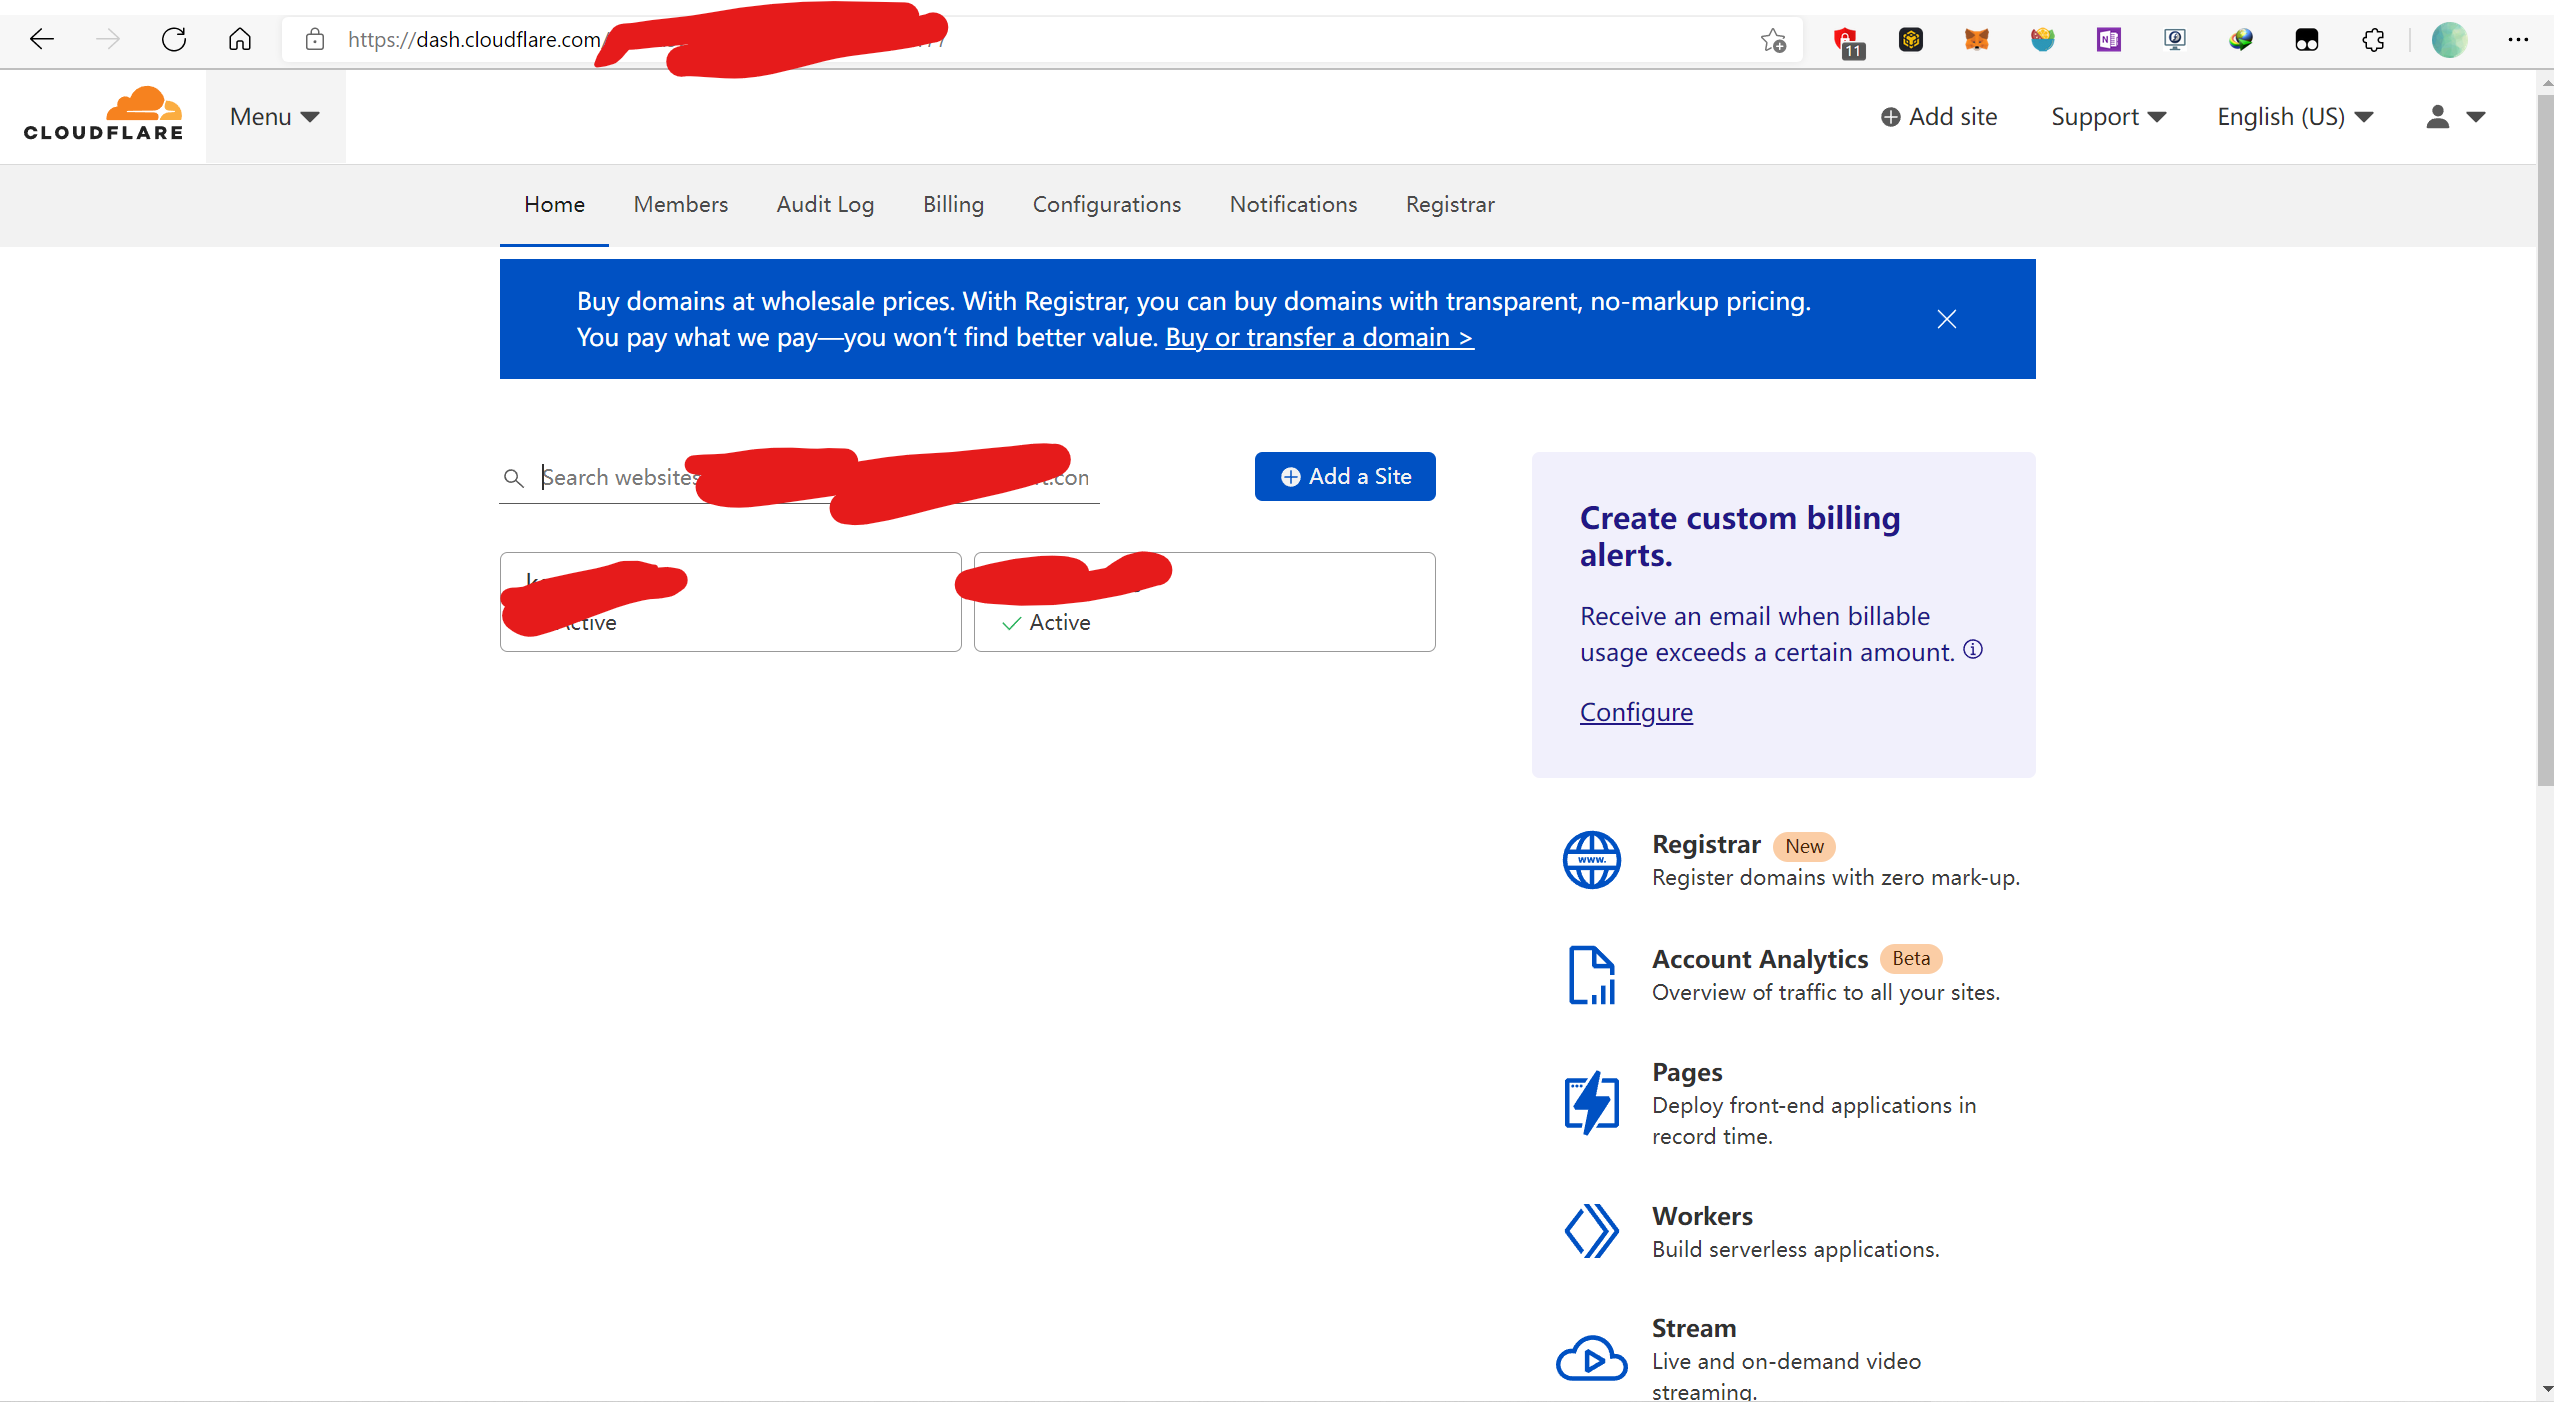 https://dash.cloudflare.com/
11
CLOUDFLARE
Menu
Add site
Support
English (US)
Home
Members
Audit Log
Billing
Configurations
Notifications
Registrar
Buy domains at wholesale prices. With Registrar, you can buy domains with transparent, no-markup pricing.
You pay what we pay—you won't find better value. Buy or transfer a domain >
Search websites
Add a Site
Active
Active
Create custom billing
alerts.
Receive an email when billable
usage exceeds a certain amount.
Configure
www.
Registrar New
Register domains with zero mark-up.
Account Analytics Beta
Overview of traffic to all your sites.
Pages
Deploy front-end applications in
record time.
Workers
Build serverless applications.
Stream
Live and on-demand video
streaming.